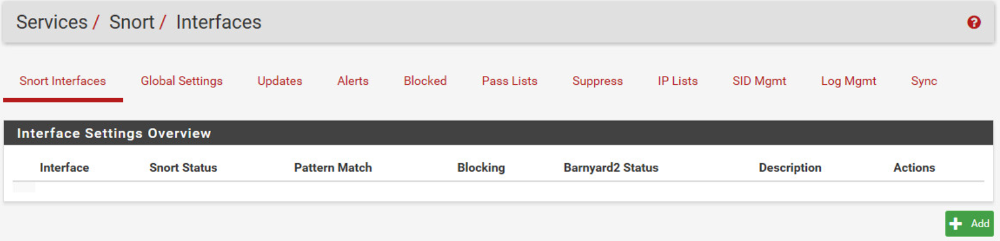 Services / Snort / Interfaces
Snort Interfaces Global Settings Updates Alerts Blocked Pass Lists Suppress IP Lists SID Mgmt Log Mgmt Sync
Interface Settings Overview
Interface Snort Status Pattern Match Blocking Barnyard2 Status Description Actions
Add